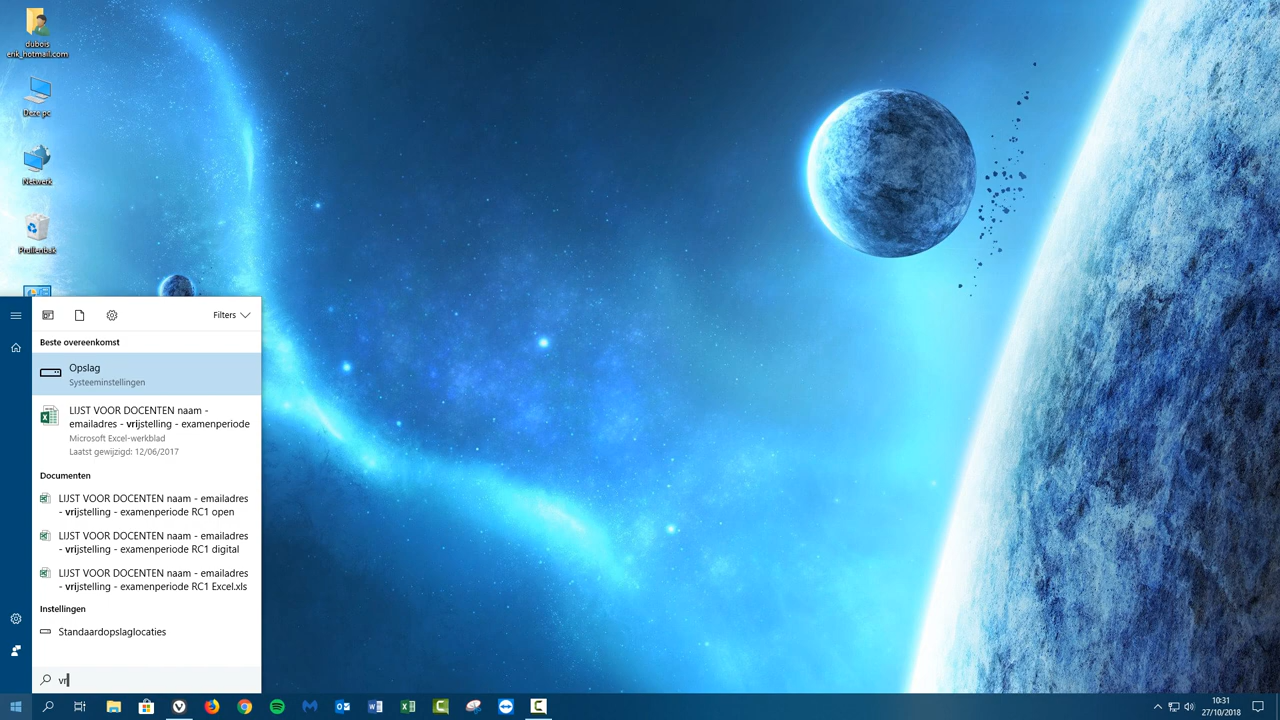 dubois
erik_hotmail.com
Deze pc
Netwerk
Prullenbak
Filters
Beste overeenkomst
Opslag
Systeeminstellingen
LIJST VOOR DOCENTEN naam -
emailadres - vrijstelling - examenperiode
Microsoft Excel-werkblad
Laatst gewijzigd: 12/06/2017
Documenten
LIJST VOOR DOCENTEN naam - emailadres
- vrijstelling - examenperiode RC1 open
LIJST VOOR DOCENTEN naam - emailadres
- vrijstelling - examenperiode RC1 digital
LIJST VOOR DOCENTEN naam - emailadres
- vrijstelling - examenperiode RC1 Excel.xls
Instellingen
Standaardopslaglocaties
vr
10:31
27/10/2018